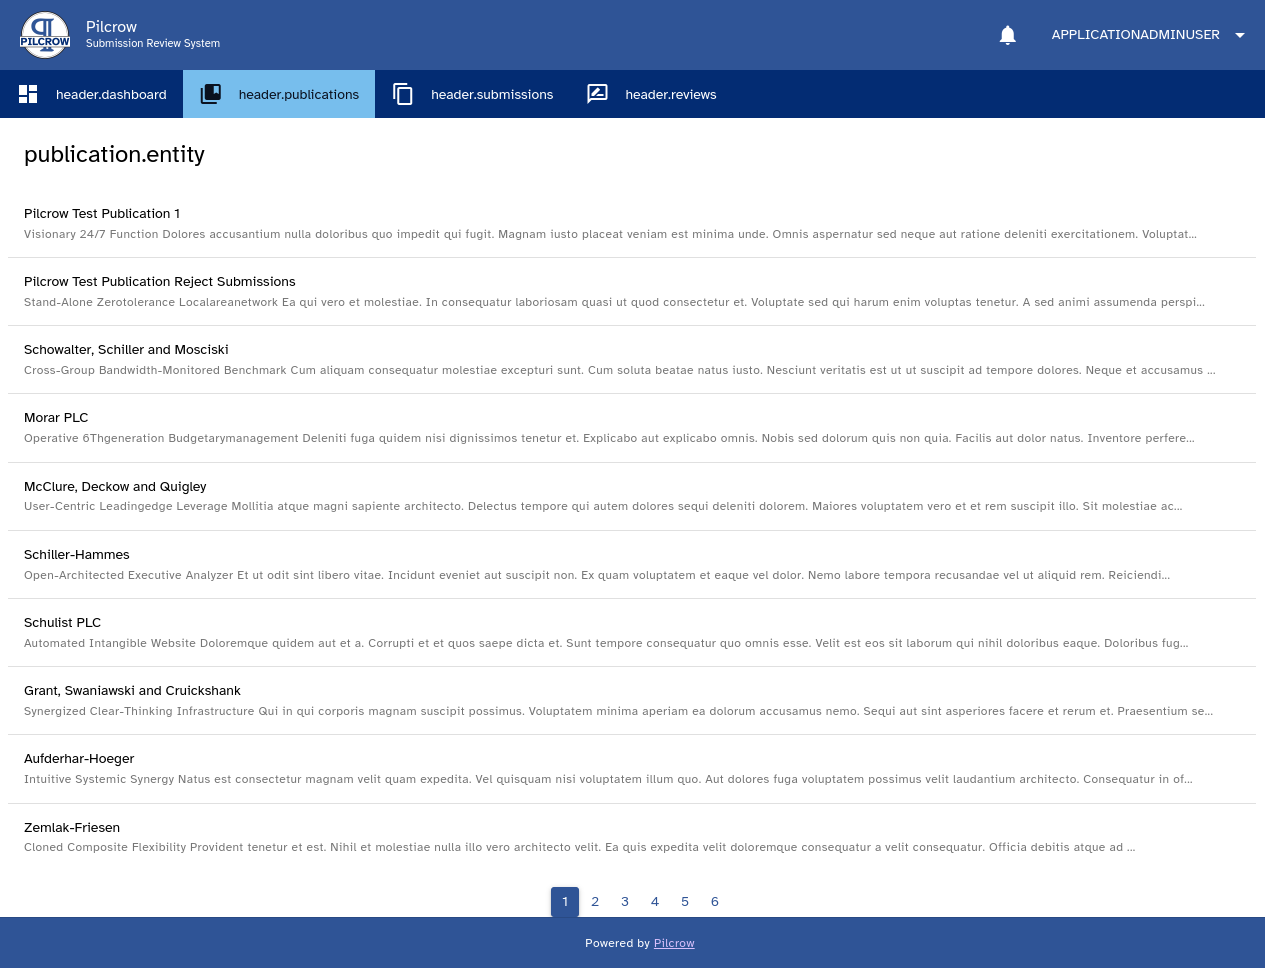 PILCROW
Pilcrow
Submission Review System
APPLICATIONADMINUSER
header.dashboard
header.publications
header.submissions
header.reviews
publication.entity
Pilcrow Test Publication 1
Visionary 24/7 Function Dolores accusantium nulla doloribus quo impedit qui fugit. Magnam iusto placeat veniam est minima unde. Omnis aspernatur sed neque aut ratione deleniti exercitationem. Voluptat...
Pilcrow Test Publication Reject Submissions
Stand-Alone Zerotolerance Localareanetwork Ea qui vero et molestiae. In consequatur laboriosam quasi ut quod consectetur et. Voluptate sed qui harum enim voluptas tenetur. A sed animi assumenda perspi...
Schowalter, Schiller and Mosciski
Cross-Group Bandwidth-Monitored Benchmark Cum aliquam consequatur molestiae excepturi sunt. Cum soluta beatae natus iusto. Nesciunt veritatis est ut ut suscipit ad tempore dolores. Neque et accusamus ...
Morar PLC
Operative 6Thgeneration Budgetarymanagement Deleniti fuga quidem nisi dignissimos tenetur et. Explicabo aut explicabo omnis. Nobis sed dolorum quis non quia. Facilis aut dolor natus. Inventore perfere...
McClure, Deckow and Quigley
User-Centric Leadingedge Leverage Mollitia atque magni sapiente architecto. Delectus tempore qui autem dolores sequi deleniti dolorem. Maiores voluptatem vero et et rem suscipit illo. Sit molestiae ac...
Schiller-Hammes
Open-Architected Executive Analyzer Et ut odit sint libero vitae. Incidunt eveniet aut suscipit non. Ex quam voluptatem et eaque vel dolor. Nemo labore tempora recusandae vel ut aliquid rem. Reiciendi...
Schulist PLC
Automated Intangible Website Doloremque quidem aut et a. Corrupti et et quos saepe dicta et. Sunt tempore consequatur quo omnis esse. Velit est eos sit laborum qui nihil doloribus eaque. Doloribus fug...
Grant, Swaniawski and Cruickshank
Synergized Clear-Thinking Infrastructure Qui in qui corporis magnam suscipit possimus. Voluptatem minima aperiam ea dolorum accusamus nemo. Sequi aut sint asperiores facere et rerum et. Praesentium se...
Aufderhar-Hoeger
Intuitive Systemic Synergy Natus est consectetur magnam velit quam expedita. Vel quisquam nisi voluptatem illum quo. Aut dolores fuga voluptatem possimus velit laudantium architecto. Consequatur in of...
Zemlak-Friesen
Cloned Composite Flexibility Provident tenetur et est. Nihil et molestiae nulla illo vero architecto velit. Ea quis expedita velit doloremque consequatur a velit consequatur. Officia debitis atque ad ...
1 2 3 4 5 6
Powered by Pilcrow